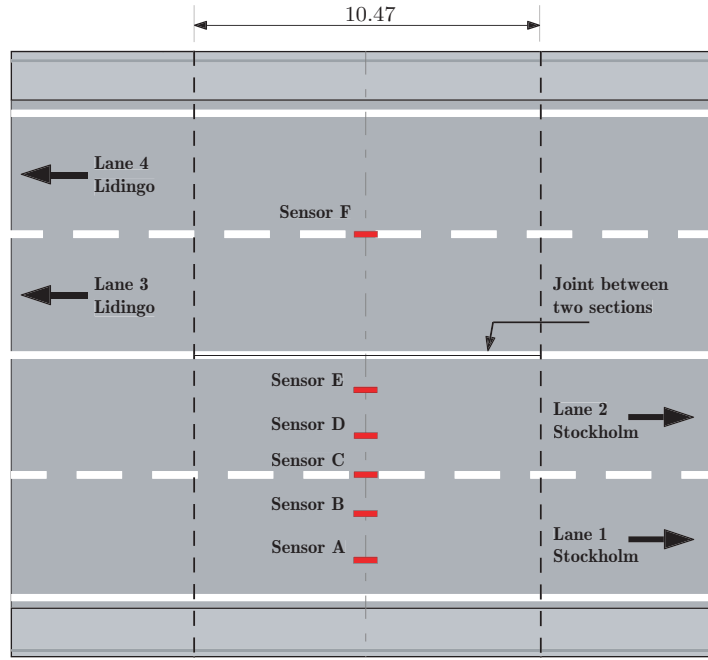 10.47
Lane 4
Lidingo
Sensor F
Lane 3
Lidingo
Joint between
two sections
Sensor E
Sensor D
Sensor C
Sensor B
Sensor A
Lane 2
Stockholm
Lane 1
Stockholm